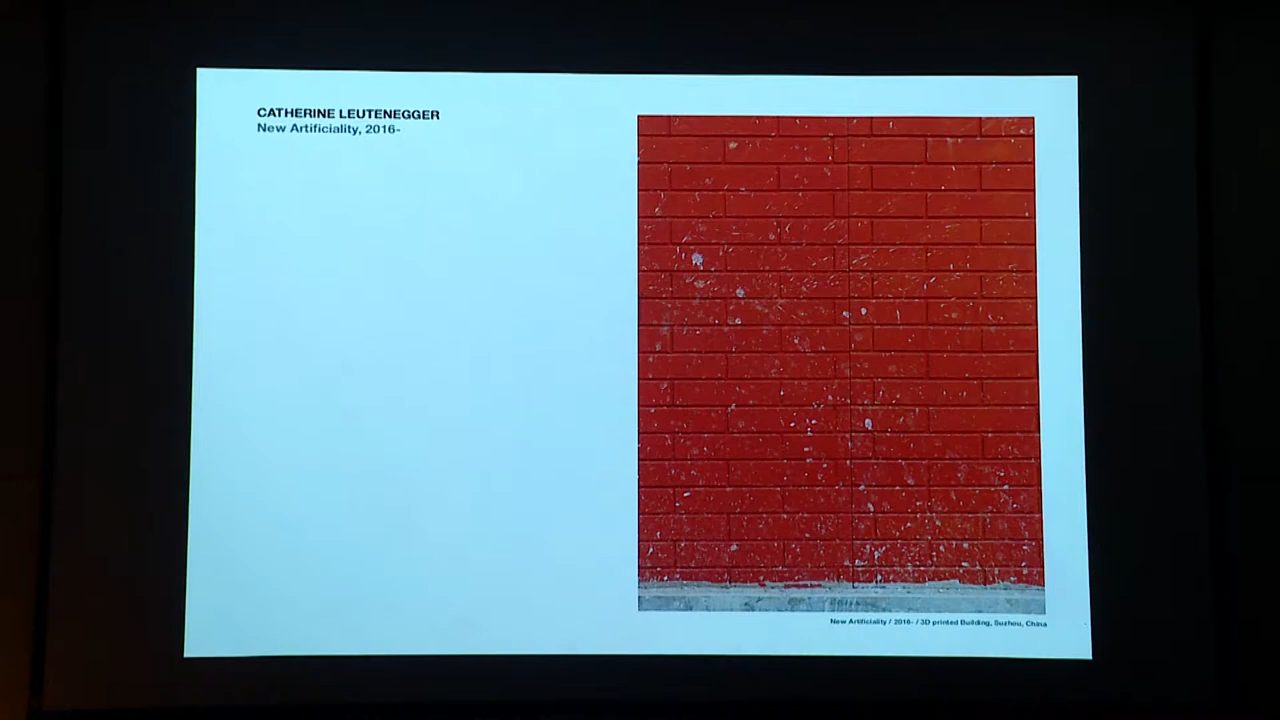 CATHERINE LEUTENEGGER
New Artificiality, 2016-
New Artificiality / 2016- / 3D printed Building, Suzhou, China